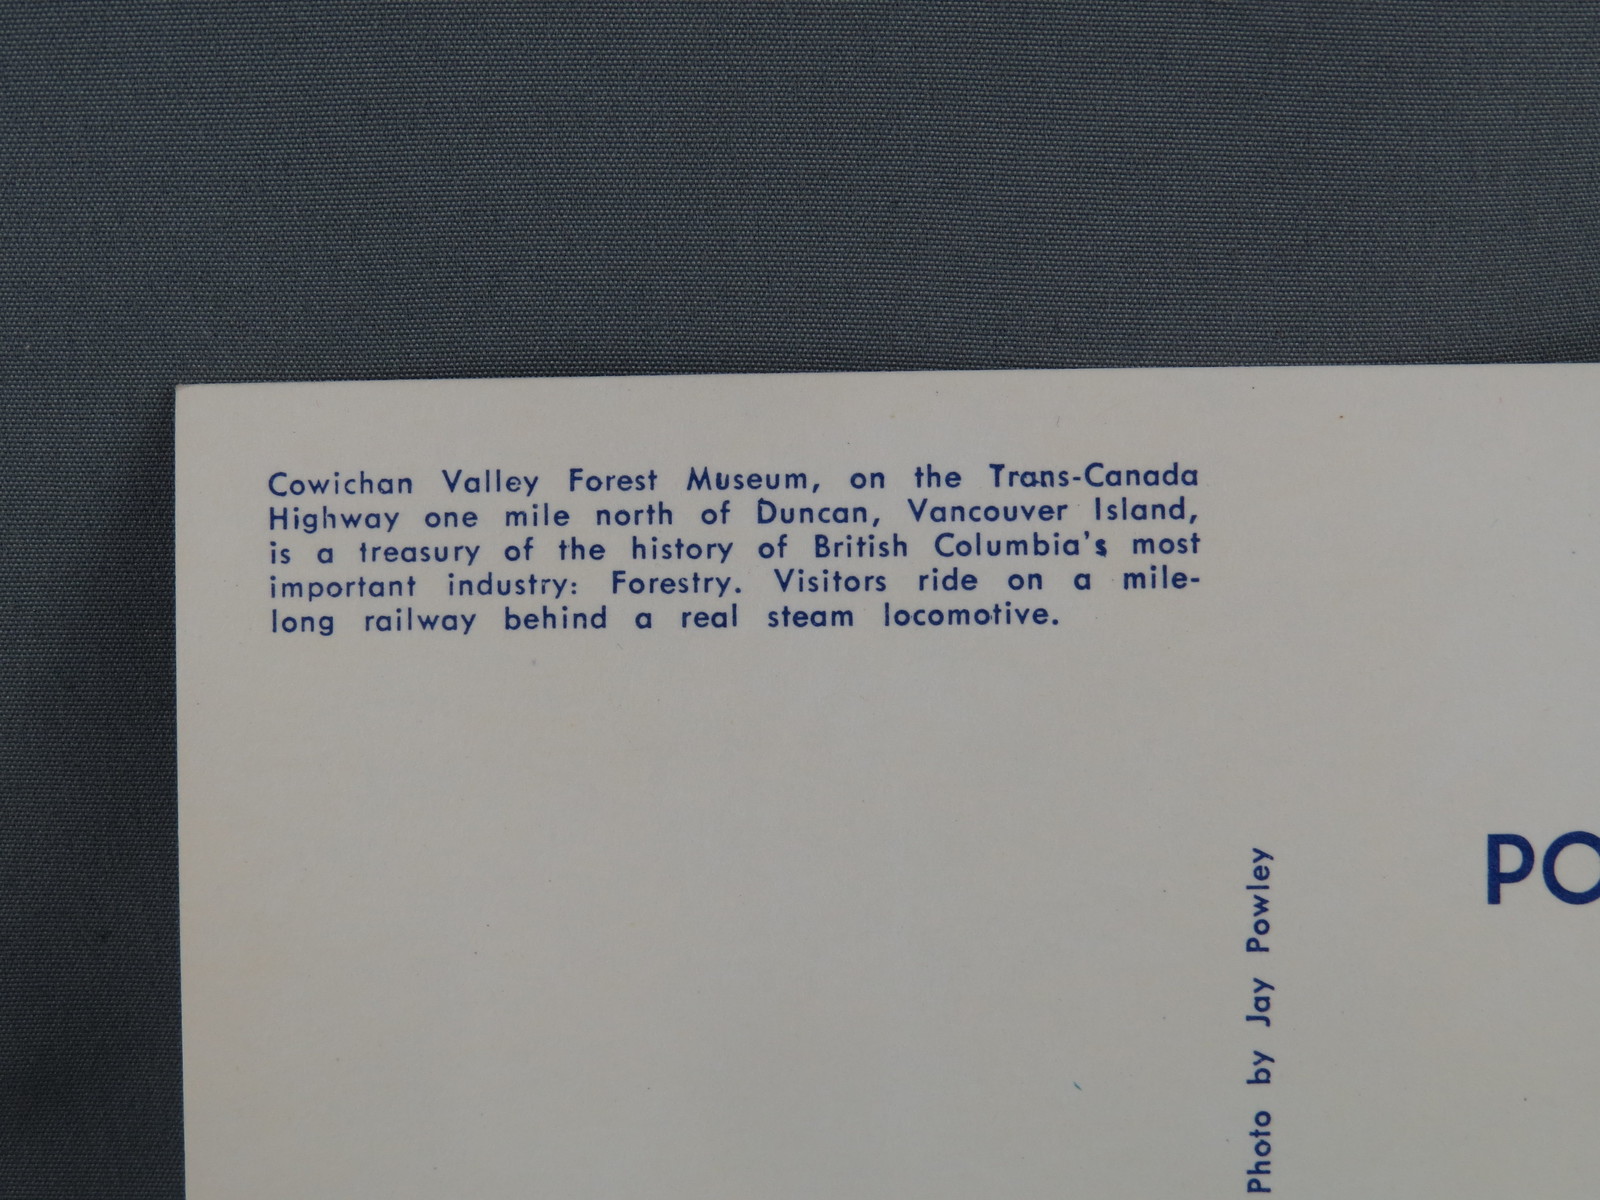 Cowichan Valley Forest Museum, on the Trans-Canada
Highway one mile north of Duncan, Vancouver Island,
is a treasury of the history of British Columbia's most
important industry: Forestry. Visitors ride on a mile-
long railway behind a real steam locomotive.
Photo by Jay Powley
PO